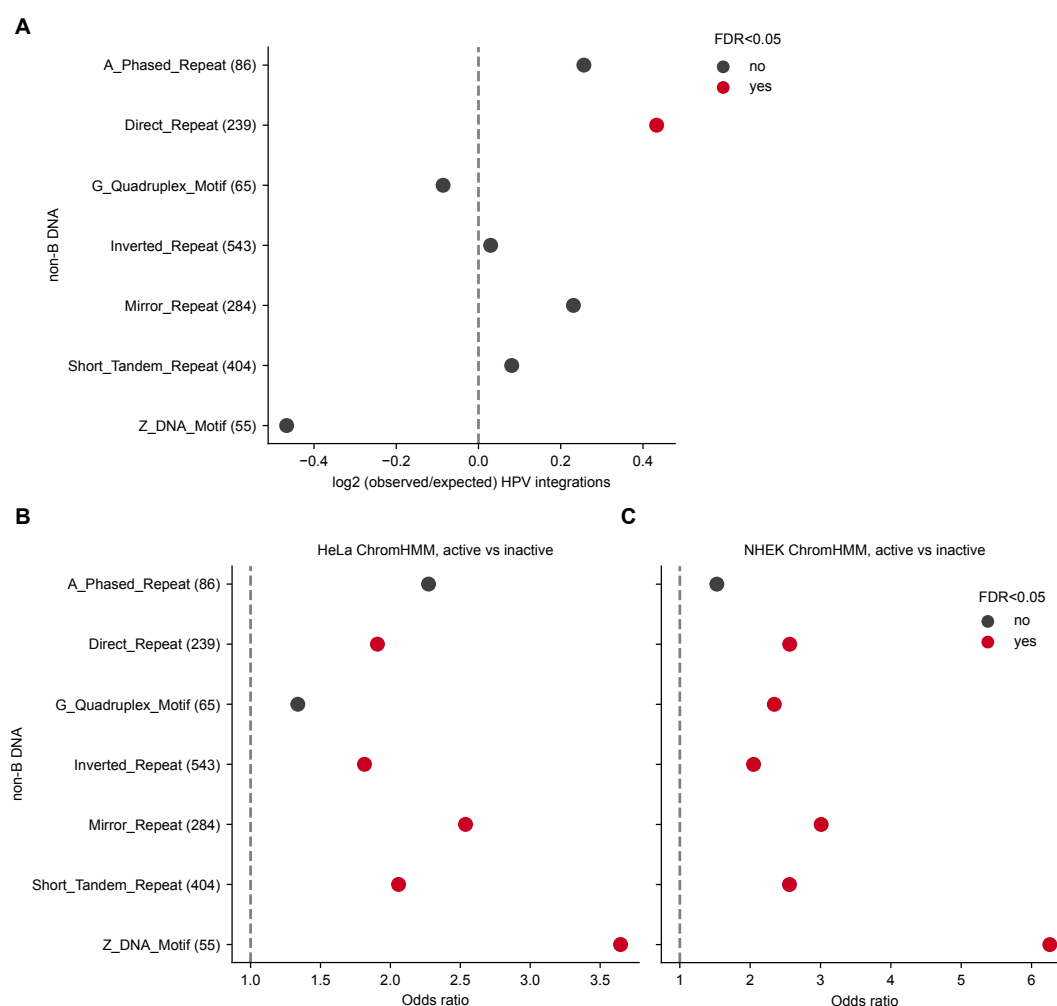 A
FDR<0.05
no
yes
non-B DNA
A_Phased_Repeat (86)
Direct_Repeat (239)
G_Quadruplex_Motif (65)
Inverted_Repeat (543)
Mirror_Repeat (284)
Short_Tandem_Repeat (404)
Z_DNA_Motif (55)
−0.4 −0.2 0.0 0.2 0.4
log2 (observed/expected) HPV integrations
B
HeLa ChromHMM, active vs inactive
non-B DNA
A_Phased_Repeat (86)
Direct_Repeat (239)
G_Quadruplex_Motif (65)
Inverted_Repeat (543)
Mirror_Repeat (284)
Short_Tandem_Repeat (404)
Z_DNA_Motif (55)
1.0 1.5 2.0 2.5 3.0 3.5
Odds ratio
C
NHEK ChromHMM, active vs inactive
FDR<0.05
no
yes
1 2 3 4 5 6
Odds ratio